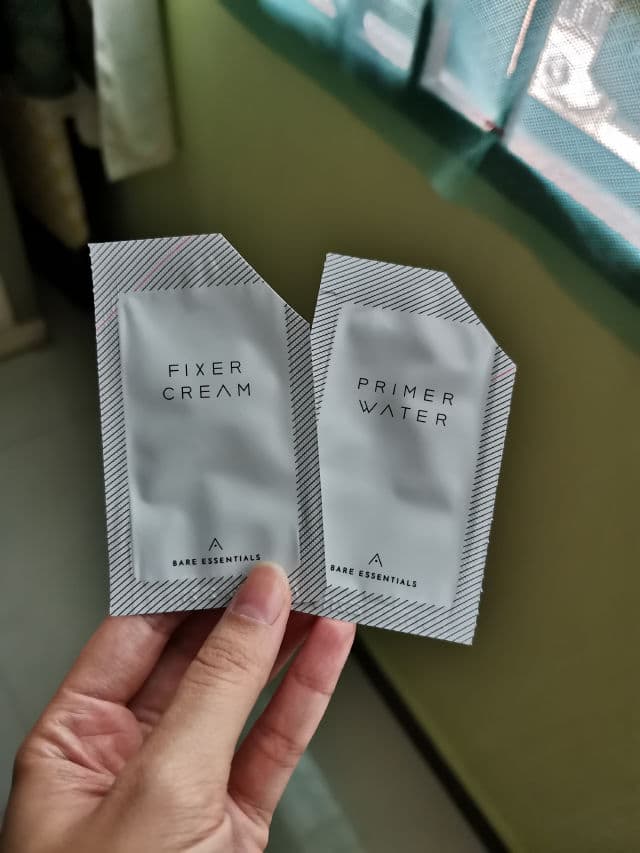 FIXER
CREAM
BARE ESSENTIALS
PRIMER
WATER
BARE ESSENTIALS